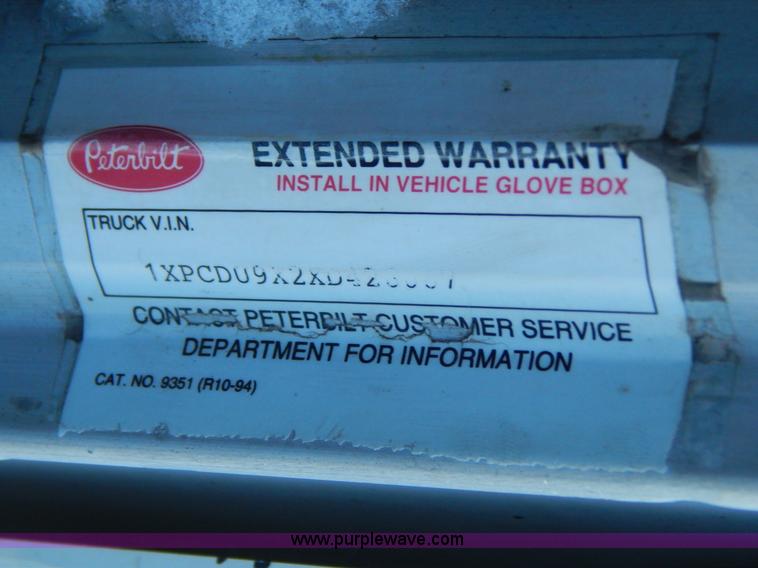 Peterbilt
EXTENDED WARRANTY
INSTALL IN VEHICLE GLOVE BOX
TRUCK V.I.N.
CONTACT PETERBILT CUSTOMER SERVICE
DEPARTMENT FOR INFORMATION
CAT. NO. 9351 (R10-94)
www.purplewave.com